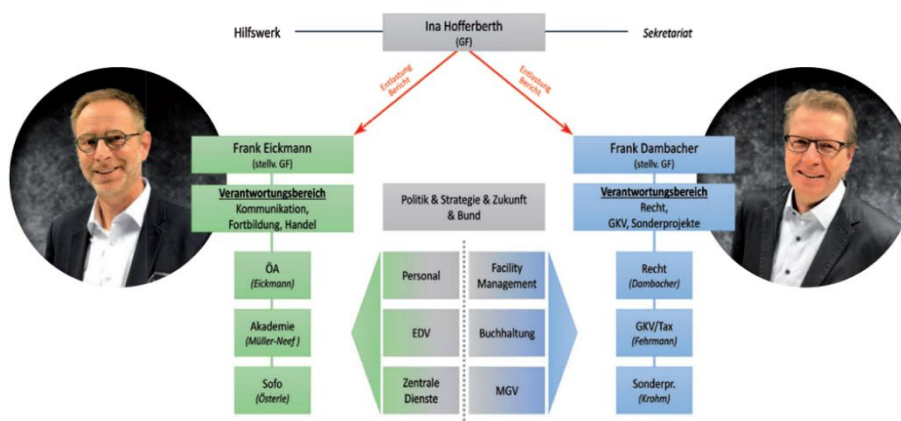 Hilfswerk
Ina Hofferberth
(GF)
Sekretariat
Entlastung
Bericht
Entlastung
Bericht
Frank Eickmann
(stellv. GF)
Verantwortungsbereich
Kommunikation,
Fortbildung, Handel
ÖA
(Eickmann)
Akademie
(Müller-Neef)
Sofo
(Österle)
Politik & Strategie & Zukunft
& Bund
Personal
EDV
Zentrale
Dienste
Facility
Management
Buchhaltung
MGV
Frank Dambacher
(stellv. GF)
Verantwortungsbereich
Recht,
GKV, Sonderprojekte
Recht
(Dambacher)
GKV/Tax
(Fehrmann)
Sonderpr.
(Krohm)